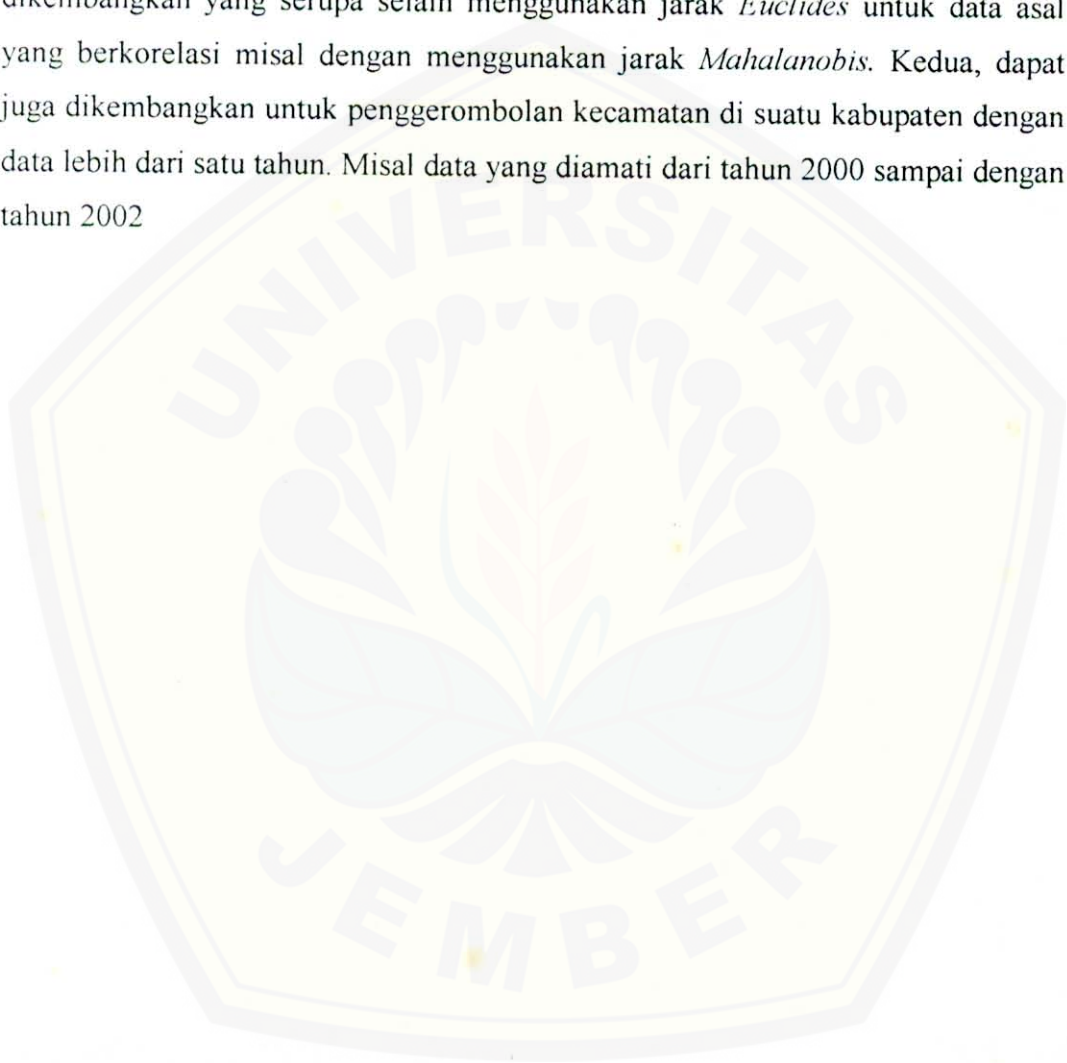 dikembangkan yang serupa selain menggunakan jarak Euclides untuk data asal
yang berkorelasi misal dengan menggunakan jarak Mahalanobis. Kedua, dapat
juga dikembangkan untuk penggerombolan kecamatan di suatu kabupaten dengan
data lebih dari satu tahun. Misal data yang diamati dari tahun 2000 sampai dengan
tahun 2002
UNIVERSITAS
JEMBER